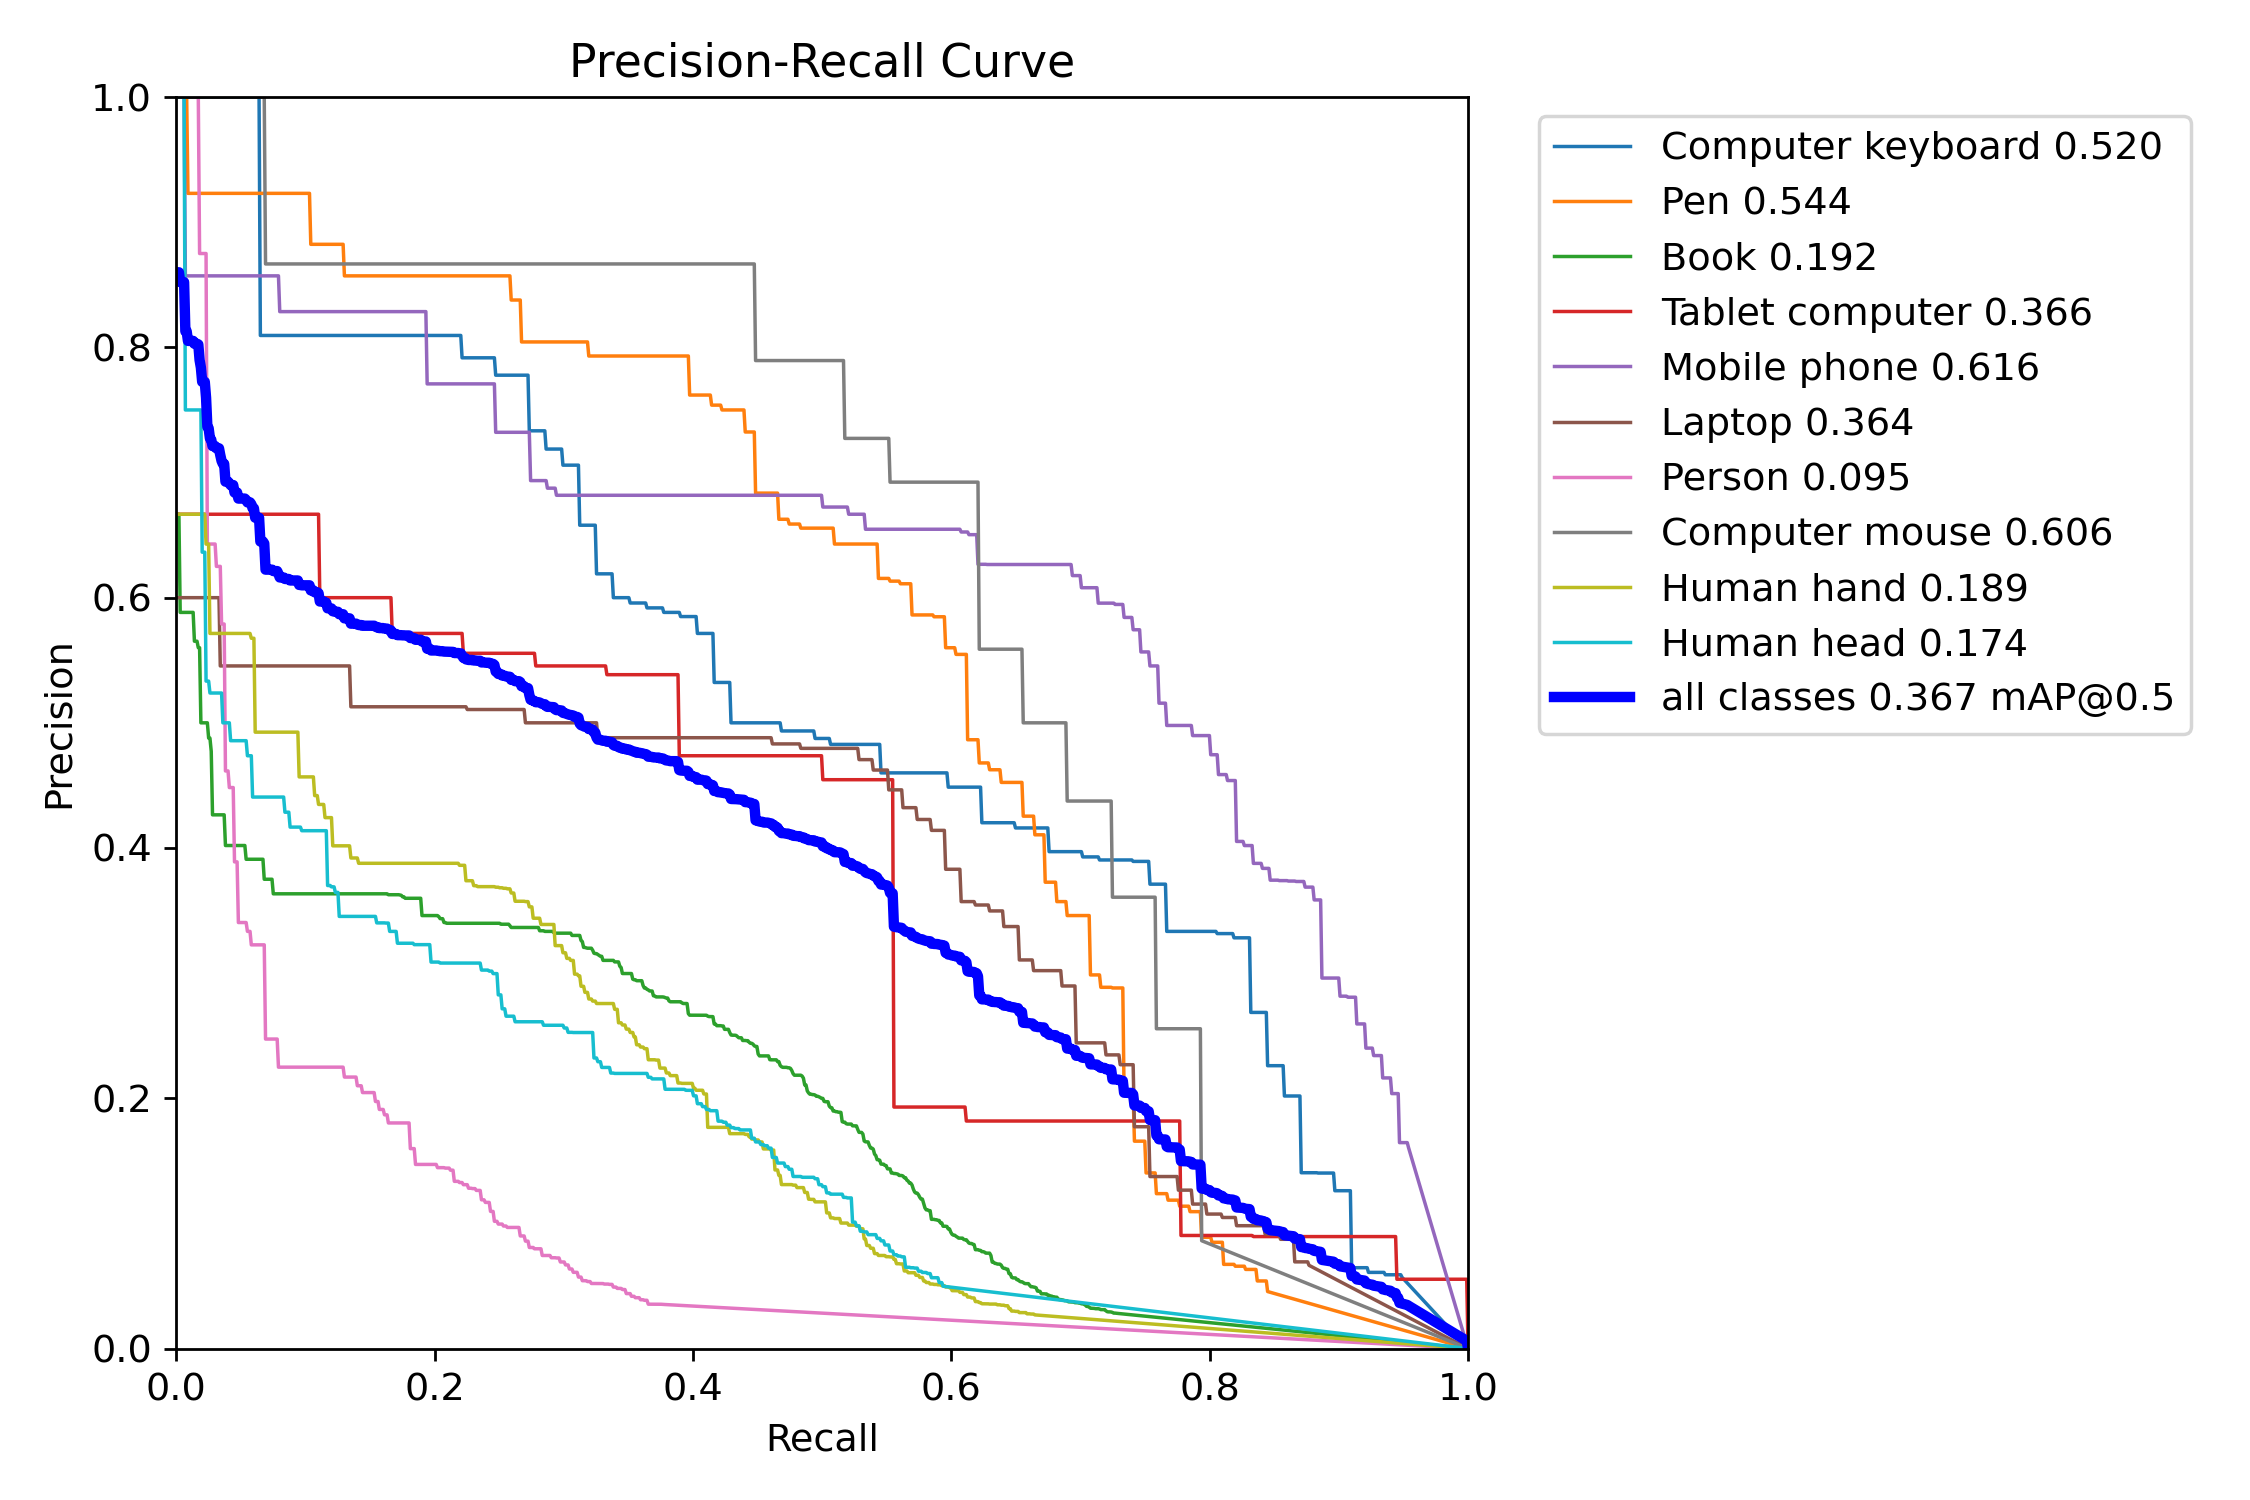 Precision-Recall Curve
1.0
0.8
0.6
0.4
0.2
0.0
Precision
0.0 0.2 0.4 0.6 0.8 1.0
Recall
Computer keyboard 0.520
Pen 0.544
Book 0.192
Tablet computer 0.366
Mobile phone 0.616
Laptop 0.364
Person 0.095
Computer mouse 0.606
Human hand 0.189
Human head 0.174
all classes 0.367 mAP@0.5